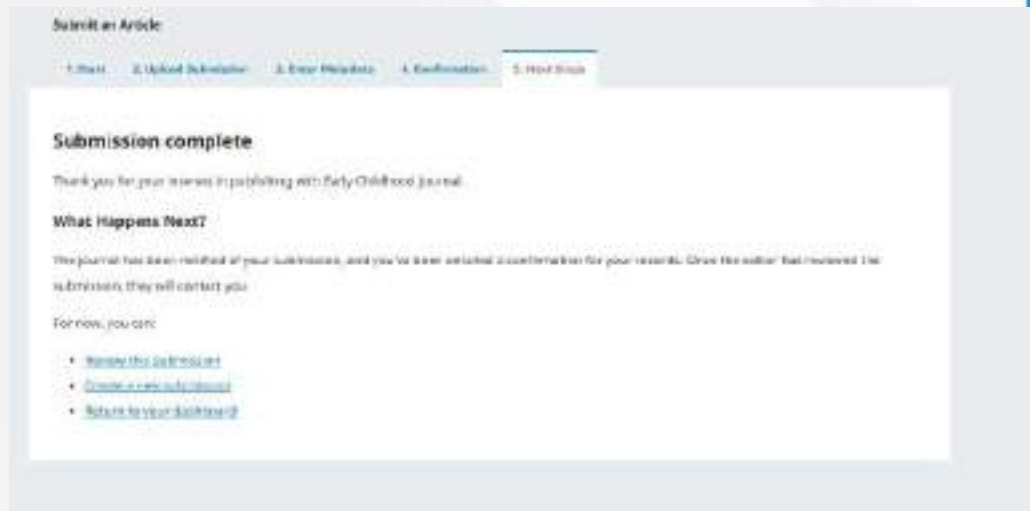 Submit an Article
1. Start 2. Upload Submission 3. Enter Metadata 4. Confirmation 5. Next Steps
Submission complete
Thank you for your interest in publishing with Early Childhood Journal.
What Happens Next?
The journal has been notified of your submission, and you've been emailed a confirmation for your records. Once the editor has reviewed the
submission, they will contact you.
For now, you can:
Review this submission
Create a new submission
Return to your dashboard